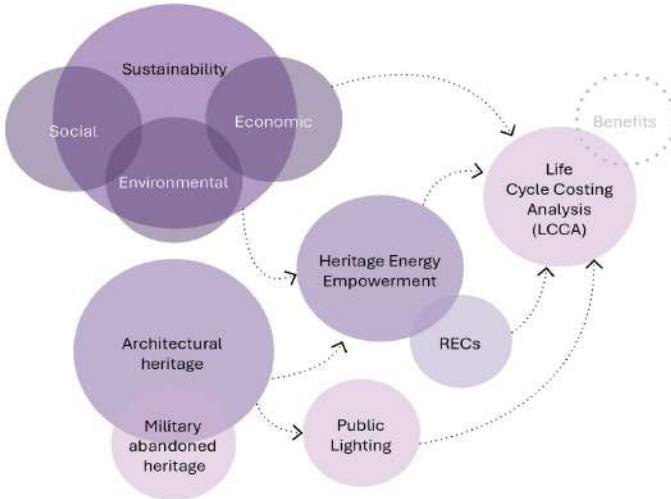 Sustainability
Social
Economic
Environmental
Benefits
Life
Cycle Costing
Analysis
(LCCA)
Heritage Energy
Empowerment
RECs
Architectural
heritage
Military
abandoned
heritage
Public
Lighting